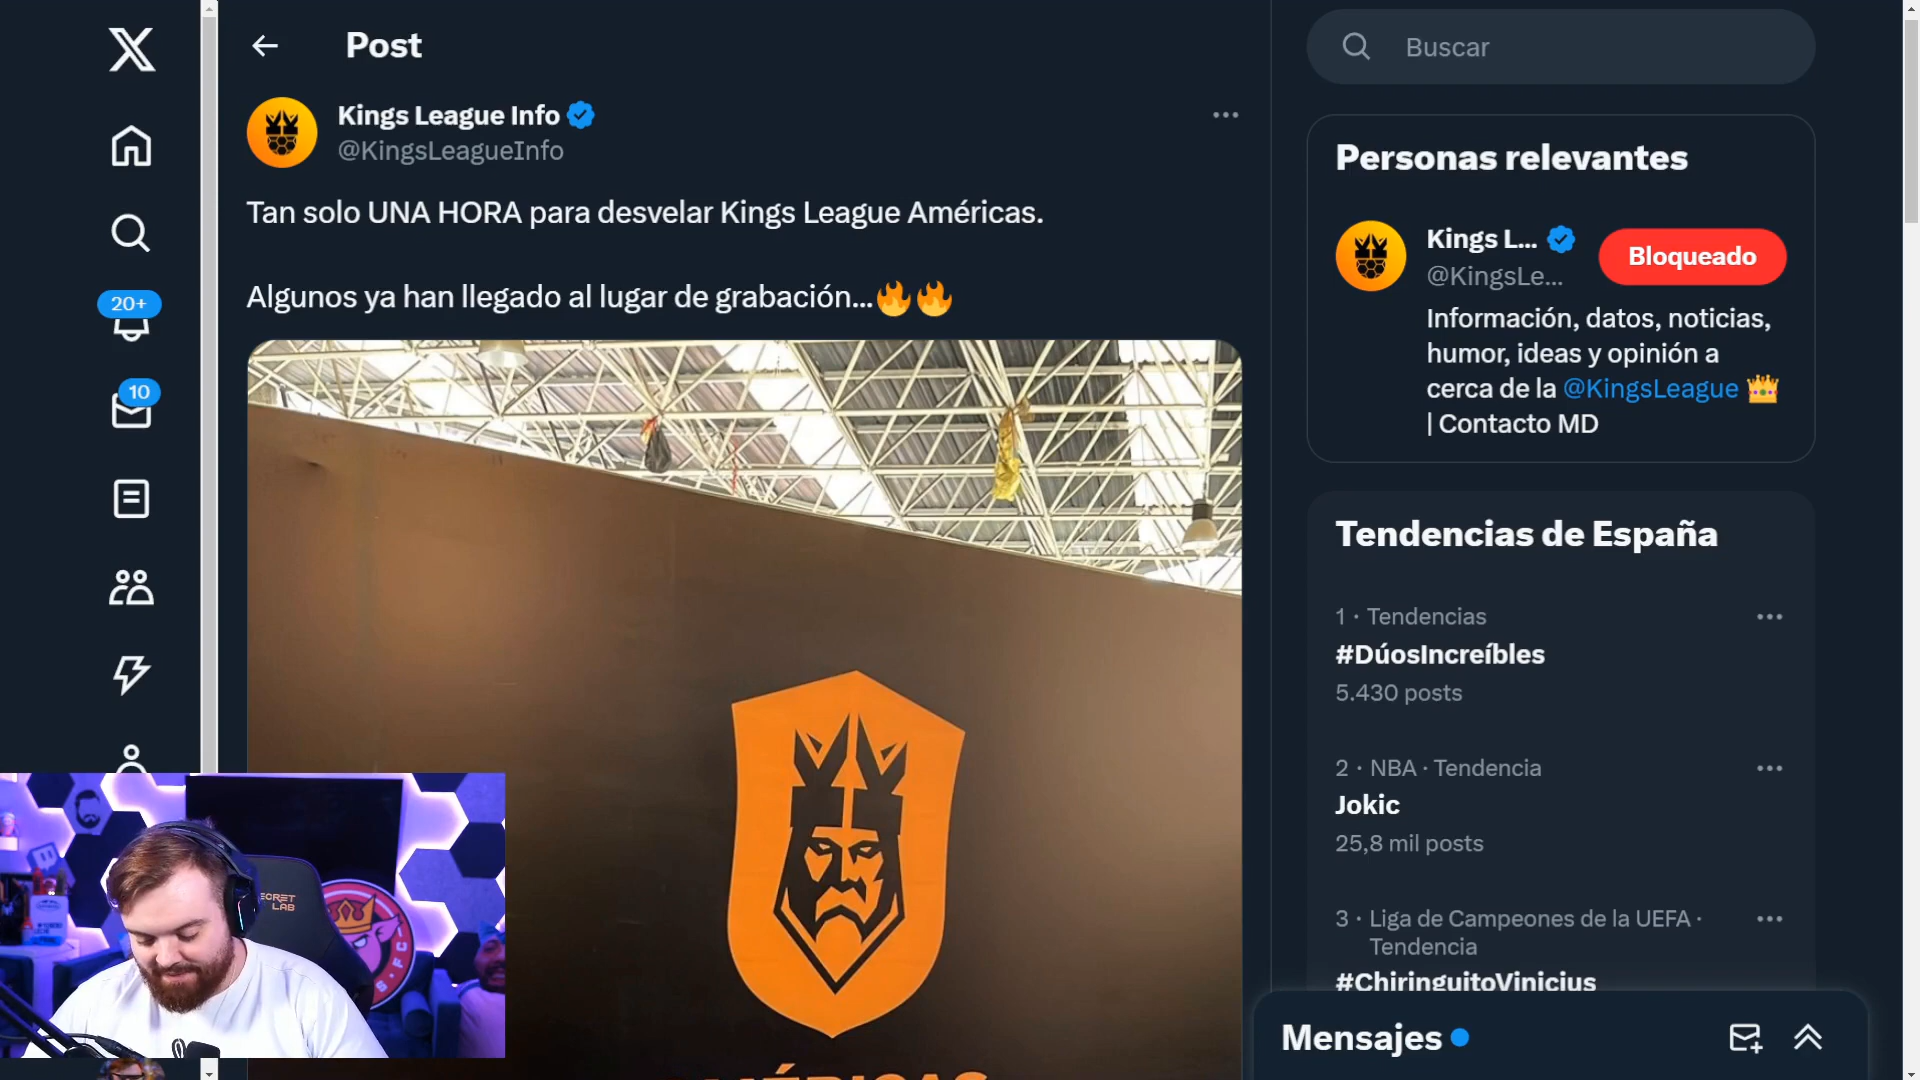 Post
Buscar
Kings League Info
@KingsLeagueInfo
Tan solo UNA HORA para desvelar Kings League Américas.
Algunos ya han llegado al lugar de grabación...🔥🔥
20+
10
Personas relevantes
Kings L...
@KingsLe...
Bloqueado
Información, datos, noticias,
humor, ideas y opinión a
cerca de la @KingsLeague 👑
| Contacto MD
Tendencias de España
1 · Tendencias
#DúosIncreíbles
5.430 posts
2 · NBA · Tendencia
Jokic
25,8 mil posts
3 · Liga de Campeones de la UEFA ·
Tendencia
#ChiringuitoVinicius
Mensajes
AMÉRICAS
SECRET
LAB